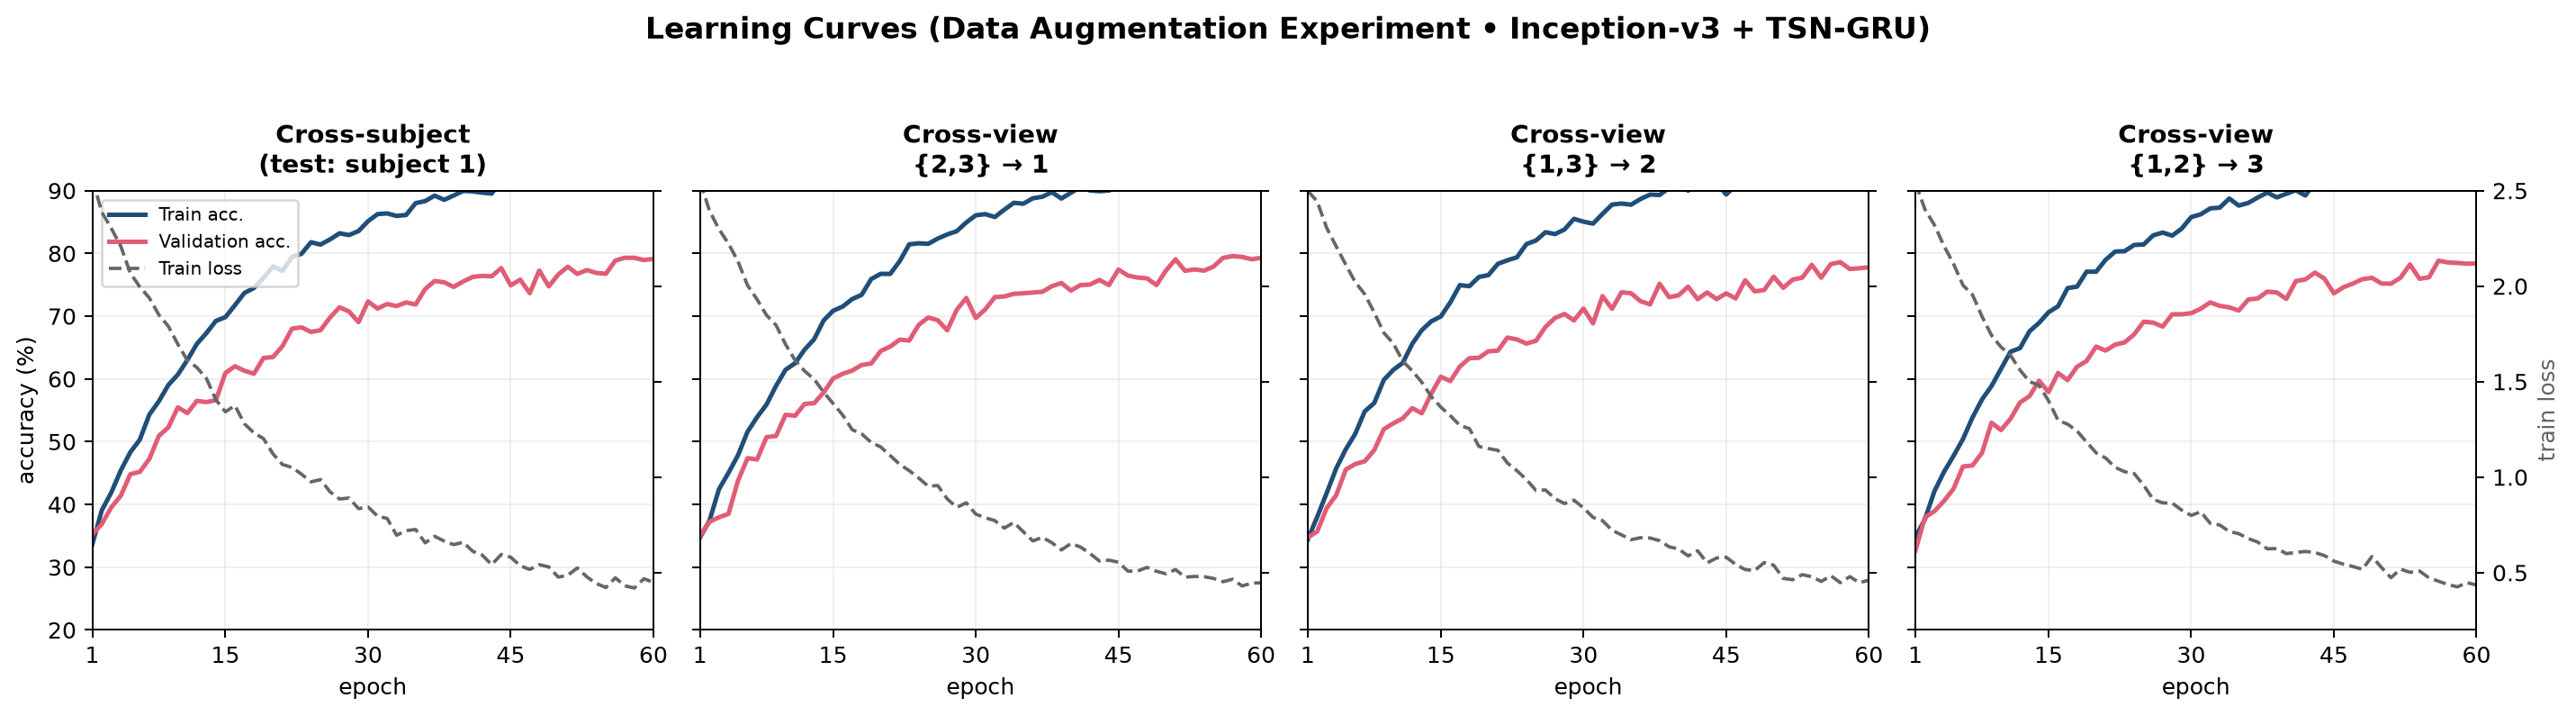 Learning Curves (Data Augmentation Experiment • Inception-v3 + TSN-GRU)
Cross-subject
(test: subject 1)
Cross-view
{2,3} → 1
Cross-view
{1,3} → 2
Cross-view
{1,2} → 3
Train acc.
Validation acc.
Train loss
accuracy (%)
90
80
70
60
50
40
30
20
1 15 30 45 60
epoch
1 15 30 45 60
epoch
1 15 30 45 60
epoch
1 15 30 45 60
epoch
2.5
2.0
1.5
1.0
0.5
train loss